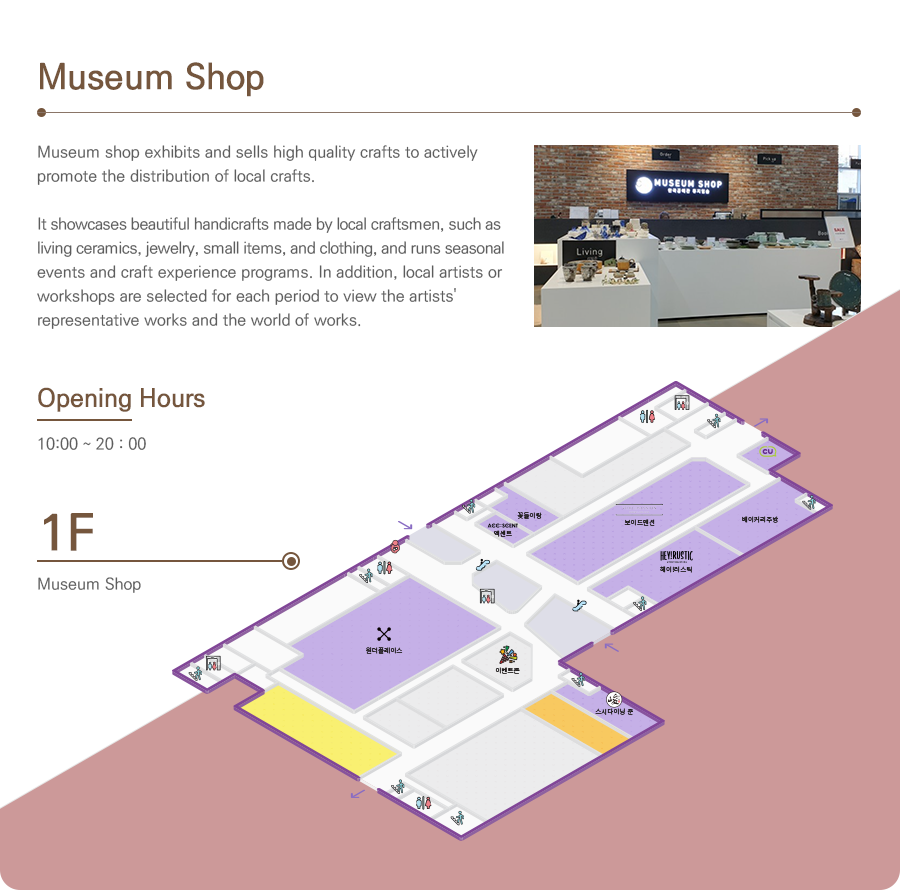 Museum Shop
Museum shop exhibits and sells high quality crafts to actively
promote the distribution of local crafts.
It showcases beautiful handicrafts made by local craftsmen, such as
living ceramics, jewelry, small items, and clothing, and runs seasonal
events and craft experience programs. In addition, local artists or
workshops are selected for each period to view the artists'
representative works and the world of works.
MUSEUM SHOP
Living
SALE
Opening Hours
10:00 ~ 20 : 00
1F
Museum Shop
CU
꽃들이랑
ACC:SCENT
액센트
보이드맨션
베이커리주방
HEY!RUSTIC
헤이!러스틱
원더플레이스
이벤트존
스시다이닝 쿤